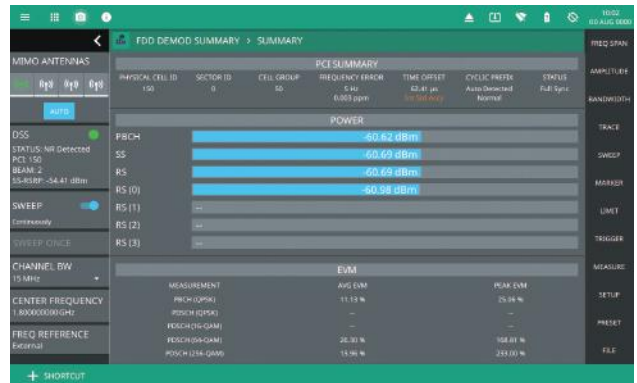 10:02
00 AUG 0000
FDD DEMOD SUMMARY > SUMMARY
FREQ SPAN
AMPLITUDE
BANDWIDTH
TRACE
SWEEP
MARKER
LIMIT
TRIGGER
MEASURE
SETUP
PRESET
FILE
MIMO ANTENNAS
AUTO
DSS
STATUS: NR Detected
PCI: 150
BEAM: 2
SS-RSRP: -54.41 dBm
SWEEP
Continuously
SWEEP ONCE
CHANNEL BW
15 MHz
CENTER FREQUENCY
1.800000000 GHz
FREQ REFERENCE
External
PCI SUMMARY
PHYSICAL CELL ID SECTOR ID CELL GROUP FREQUENCY ERROR TIME OFFSET CYCLIC PREFIX STATUS
150 0 50 5 Hz 62.41 µs Auto Detected Full Sync
0.003 ppm Normal
POWER
PBCH -60.62 dBm
SS -60.69 dBm
RS -60.69 dBm
RS (0) -60.98 dBm
RS (1) --
RS (2) --
RS (3) --
EVM
MEASUREMENT AVG EVM PEAK EVM
PBCH (QPSK) 11.13 % 25.06 %
PDSCH (QPSK) -- --
PDSCH (16-QAM) -- --
PDSCH (64-QAM) 20.30 % 168.81 %
PDSCH (256-QAM) 13.96 % 233.00 %
+ SHORTCUT